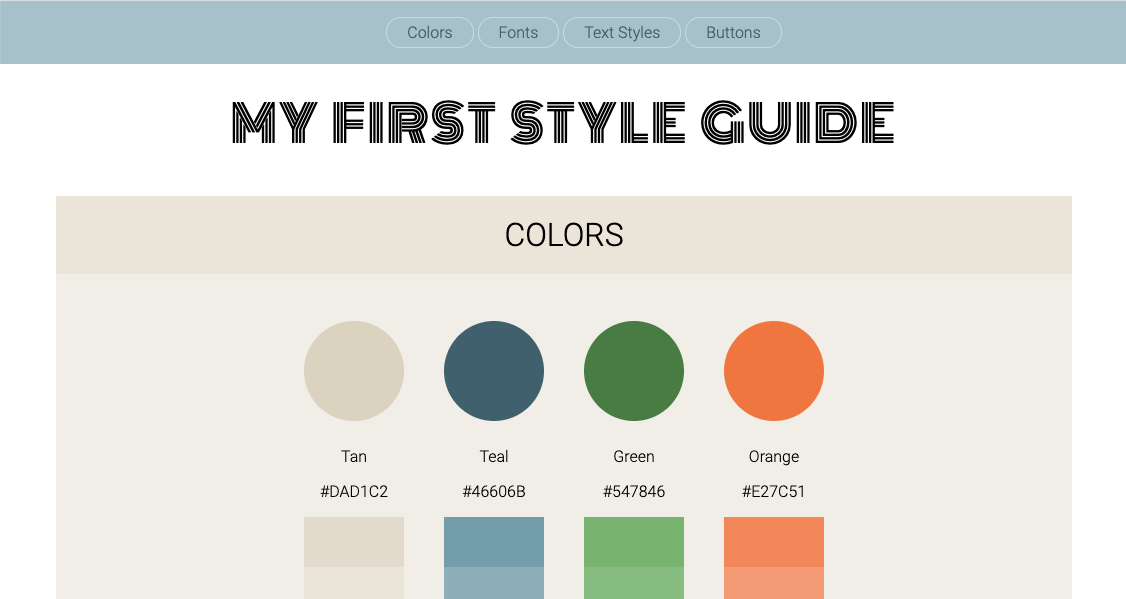 Colors Fonts Text Styles Buttons
MY FIRST STYLE GUIDE
COLORS
Tan Teal Green Orange
#DAD1C2 #46606B #547846 #E27C51